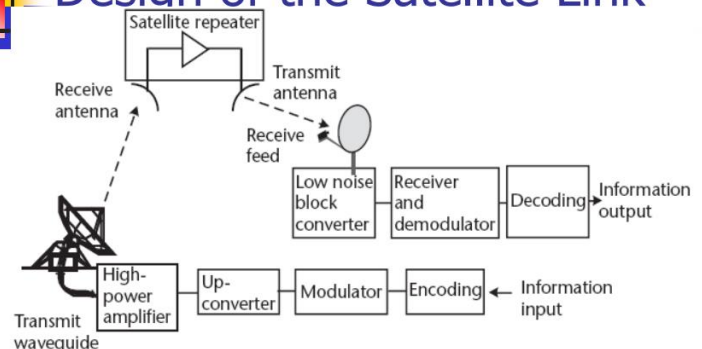 Design of the Satellite Link
Satellite repeater
Receive
antenna
Transmit
antenna
Receive
feed
Low noise
block
converter
Receiver
and
demodulator
Decoding
Information
output
High-
power
amplifier
Up-
converter
Modulator
Encoding
Information
input
Transmit
waveguide